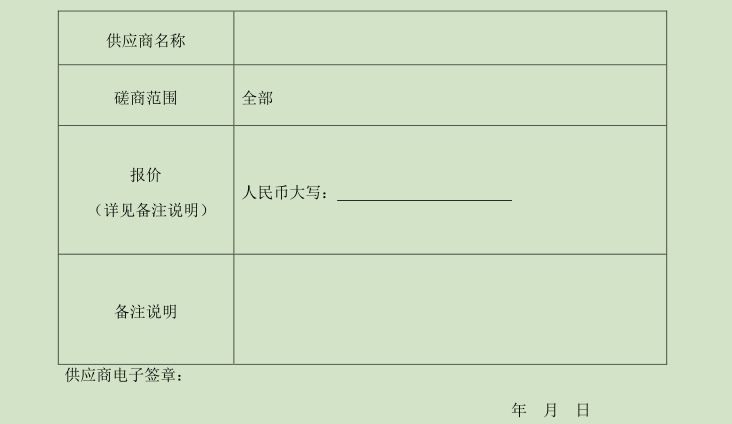 供应商名称
磋商范围
全部
报价
（详见备注说明）
人民币大写：
备注说明
供应商电子签章：
年 月 日